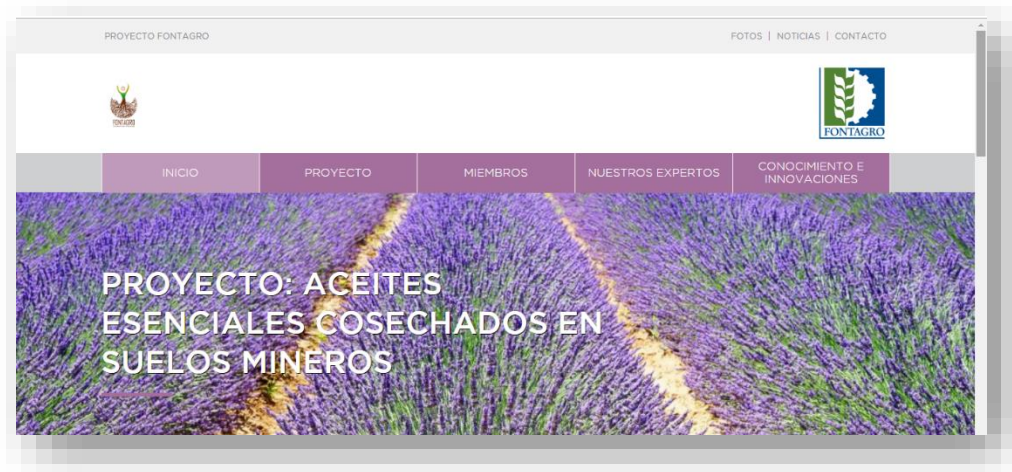 PROYECTO FONTAGRO
FOTOS | NOTICIAS | CONTACTO
FONTAGRO
FONTAGRO
INICIO
PROYECTO
MIEMBROS
NUESTROS EXPERTOS
CONOCIMIENTO E
INNOVACIONES
PROYECTO: ACEITES
ESENCIALES COSECHADOS EN
SUELOS MINEROS